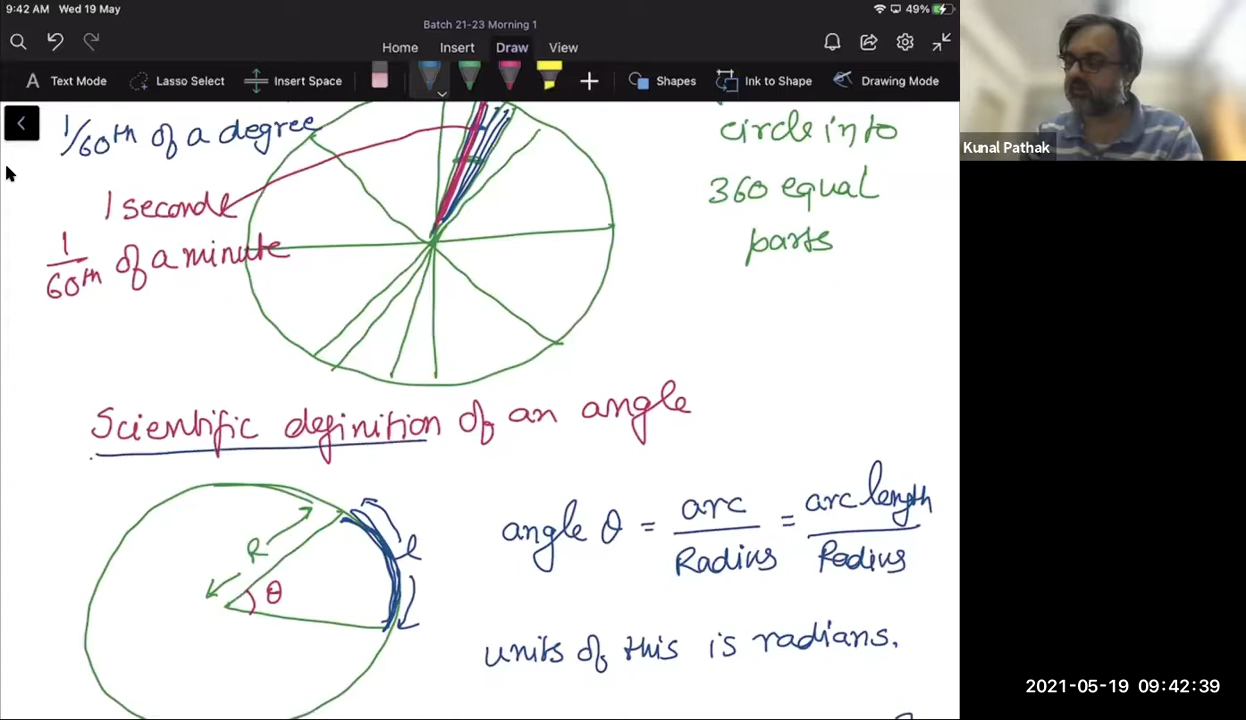 9:42 AM Wed 19 May
49%
Batch 21-23 Morning 1
Home Insert Draw View
Text Mode Lasso Select Insert Space Shapes Ink to Shape Drawing Mode
1/60th of a degree
1 second
1/60th of a minute
circle into
360 equal
parts
Kunal Pathak
Scientific definition of an angle
R
θ
l
angle θ = arc/Radius = arc length/Radius
units of this is radians.
2021-05-19 09:42:39